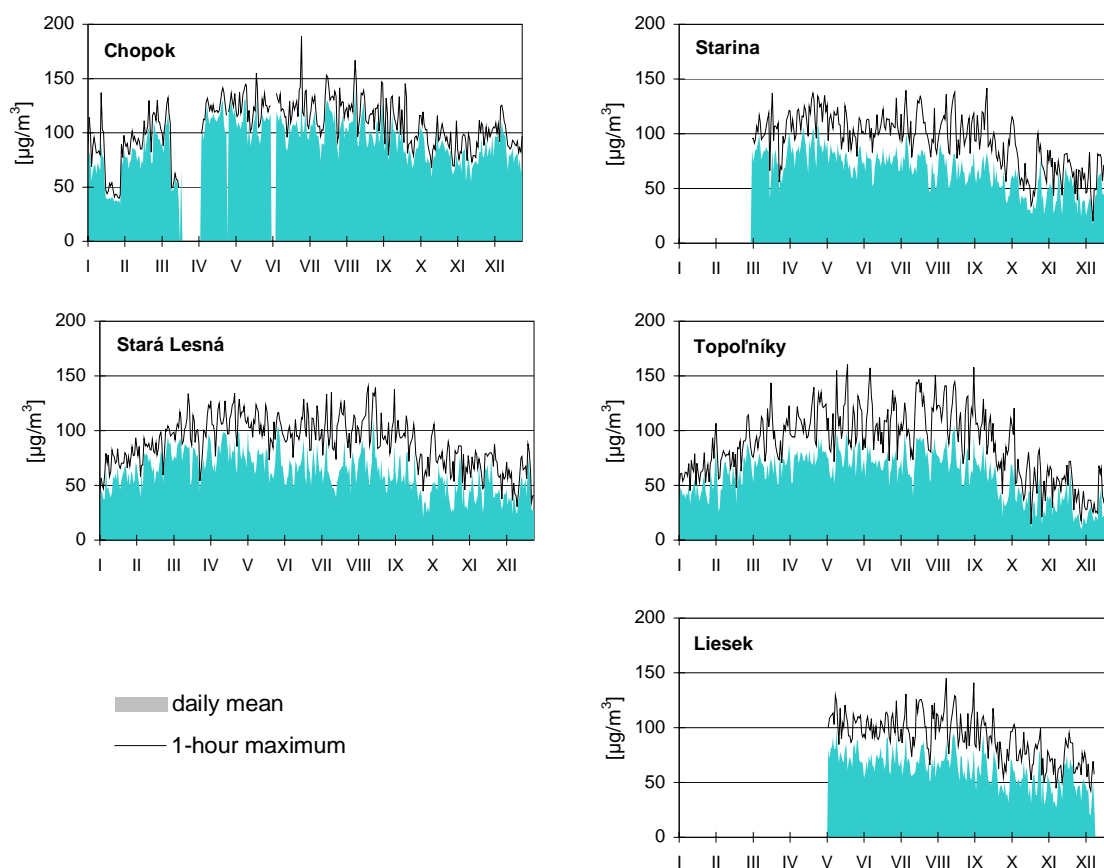 200
Chopok
150
[µg/m³]
100
50
0
I II III IV V VI VII VIII IX X XI XII
200
Starina
150
[µg/m³]
100
50
0
I II III IV V VI VII VIII IX X XI XII
200
Stará Lesná
150
[µg/m³]
100
50
0
I II III IV V VI VII VIII IX X XI XII
200
Topoľníky
150
[µg/m³]
100
50
0
I II III IV V VI VII VIII IX X XI XII
daily mean
1-hour maximum
200
Liesek
150
[µg/m³]
100
50
0
I II III IV V VI VII VIII IX X XI XII